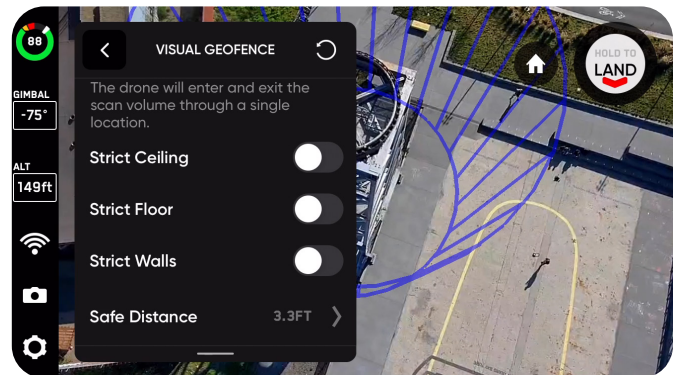 88
VISUAL GEOFENCE
HOLD TO
LAND
The drone will enter and exit the
scan volume through a single
location.
GIMBAL
-75°
Strict Ceiling
ALT
149ft
Strict Floor
Strict Walls
Safe Distance
3.3FT